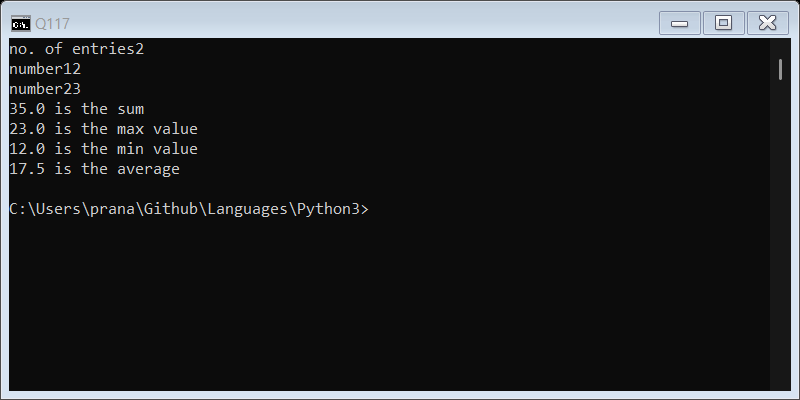 Q117
no. of entries2
number12
number23
35.0 is the sum
23.0 is the max value
12.0 is the min value
17.5 is the average
C:\Users\prana\Github\Languages\Python3>